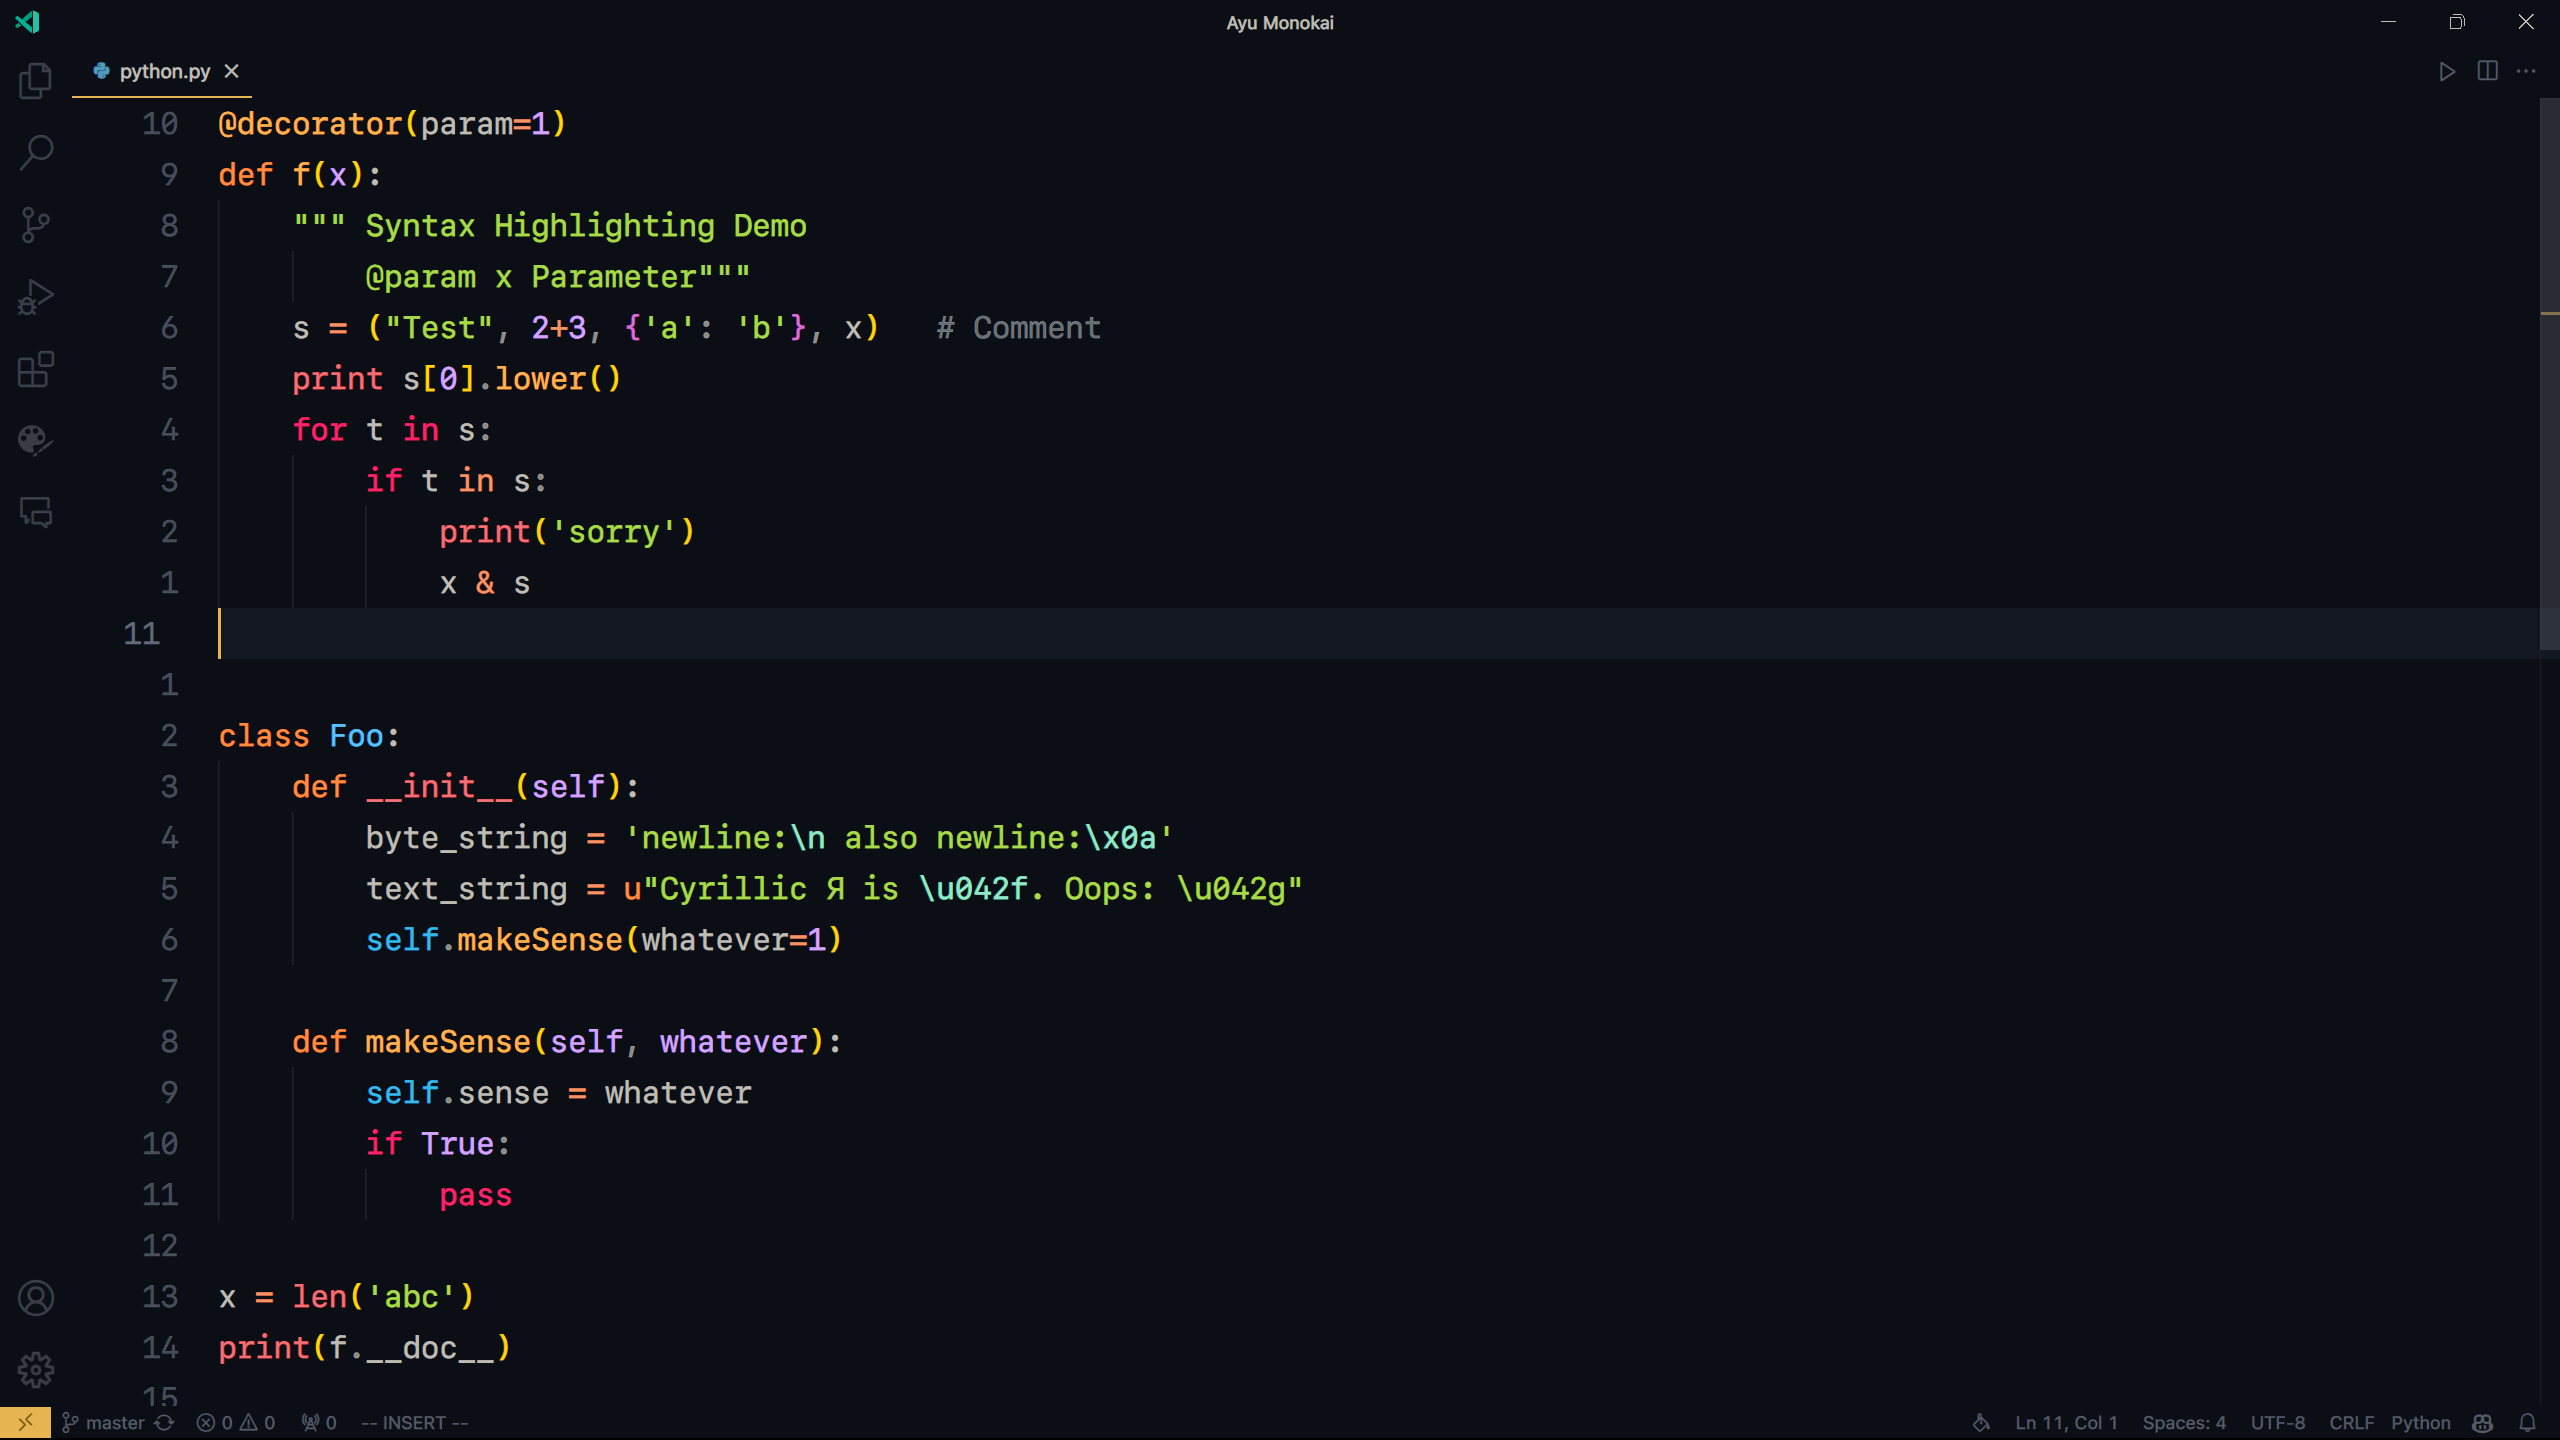 Ayu Monokai
python.py
10 @decorator(param=1)
9 def f(x):
8     """ Syntax Highlighting Demo
7         @param x Parameter"""
6     s = ("Test", 2+3, {'a': 'b'}, x)   # Comment
5     print s[0].lower()
4     for t in s:
3         if t in s:
2             print('sorry')
1             x & s
11
1
2 class Foo:
3     def __init__(self):
4         byte_string = 'newline:\n also newline:\x0a'
5         text_string = u"Cyrillic Я is \u042f. Oops: \u042g"
6         self.makeSense(whatever=1)
7
8     def makeSense(self, whatever):
9         self.sense = whatever
10         if True:
11             pass
12
13 x = len('abc')
14 print(f.__doc__)
15
master 0 0 0 -- INSERT -- Ln 11, Col 1 Spaces: 4 UTF-8 CRLF Python